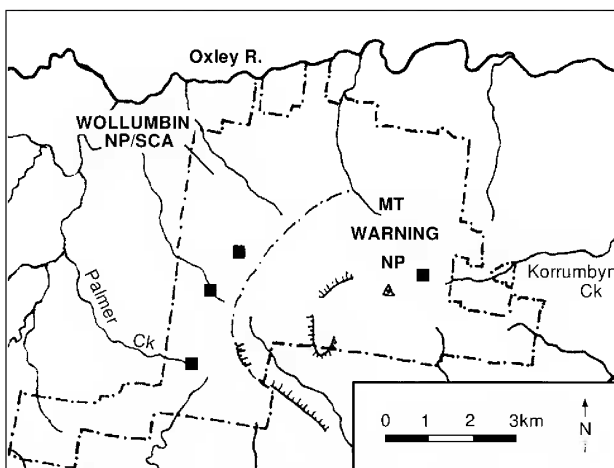 Oxley R.
WOLLUMBIN
NP/SCA
MT
WARNING
NP
Korrumbyn
Ck
Palmer
Ck
0 1 2 3km
N